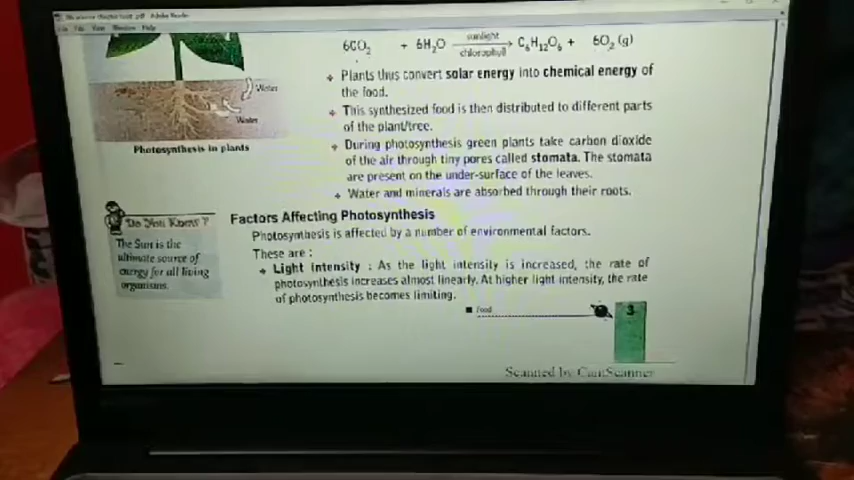 File Edit View Window Help
6CO2 + 6H2O sunlight chlorophyll → C6H12O6 + 6O2 (g)
Water
Water
Photosynthesis in plants
❖ Plants thus convert solar energy into chemical energy of
the food.
❖ This synthesized food is then distributed to different parts
of the plant/tree.
❖ During photosynthesis green plants take carbon dioxide
of the air through tiny pores called stomata. The stomata
are present on the under-surface of the leaves.
❖ Water and minerals are absorbed through their roots.
Do You Know ?
The Sun is the
ultimate source of
energy for all living
organisms.
Factors Affecting Photosynthesis
Photosynthesis is affected by a number of environmental factors.
These are :
❖ Light intensity : As the light intensity is increased, the rate of
photosynthesis increases almost linearly. At higher light intensity, the rate
of photosynthesis becomes limiting.
■ Food
3
Scanned by CamScanner